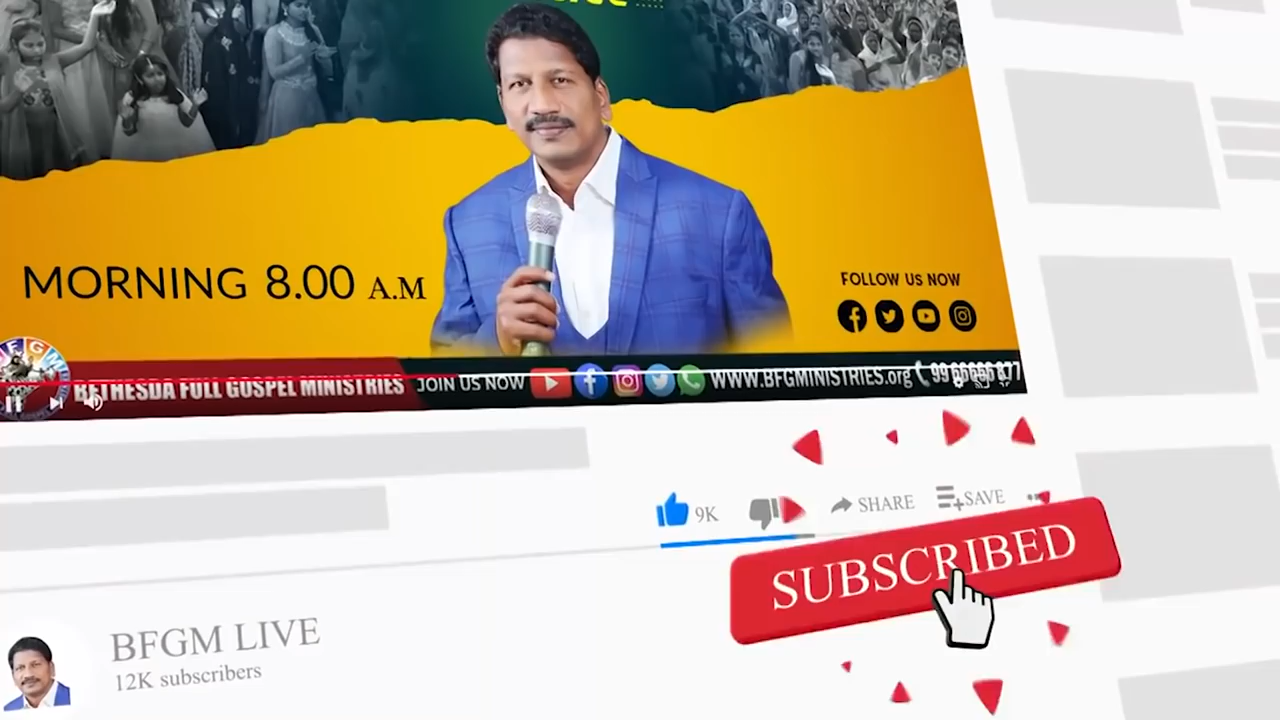 MORNING 8.00 A.M
FOLLOW US NOW
BETHESDA FULL GOSPEL MINISTRIES JOIN US NOW WWW.BFGMINISTRIES.org
9K SHARE SAVE
SUBSCRIBED
BFGM LIVE
12K subscribers